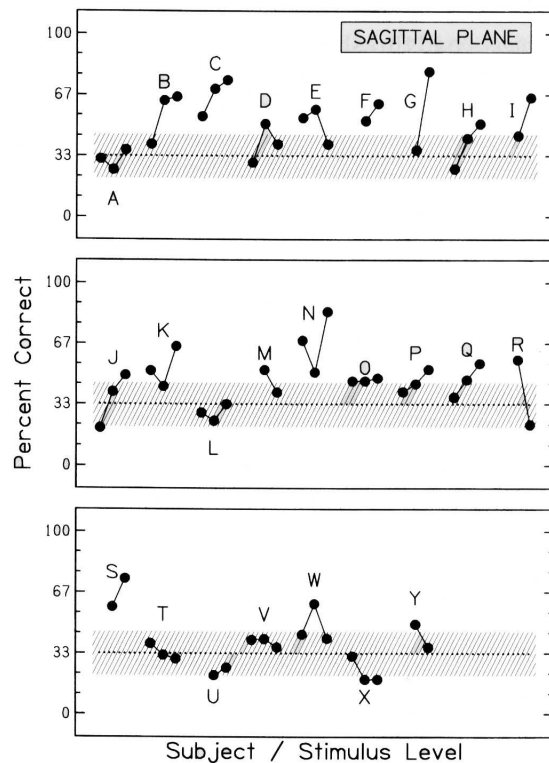 100
SAGITTAL PLANE
C
B
67
E
F
G
D
H
I
33
A
0
100
N
67
K
R
J
M
O
P
Q
33
L
0
Percent Correct
100
S
W
67
Y
T
V
33
U
X
0
Subject / Stimulus Level